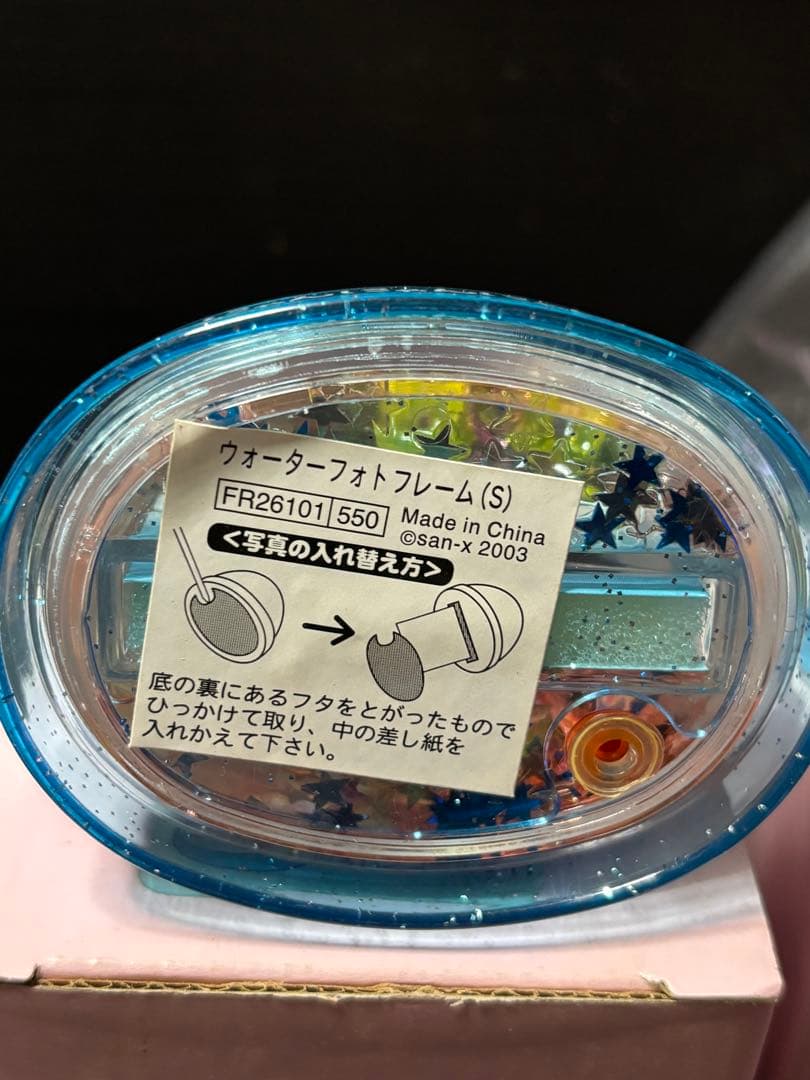 ウォーターフォトフレーム(S)
FR26101 550
Made in China
©san-x 2003
<写真の入れ替え方>
底の裏にあるフタをとがったもので
ひっかけて取り、中の差し紙を
入れかえて下さい。